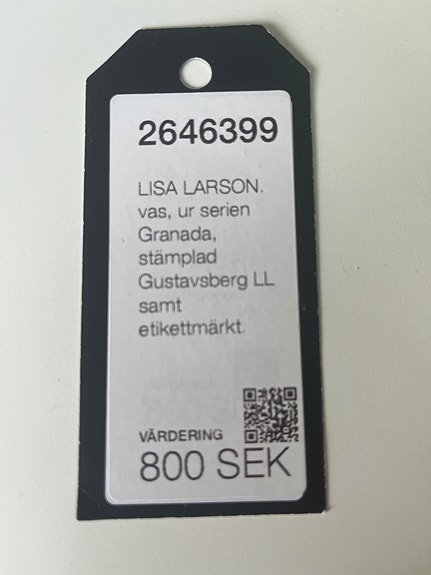 2646399
LISA LARSON.
vas, ur serien
Granada,
stämplad
Gustavsberg LL
samt
etikettmärkt.
VÄRDERING
800 SEK